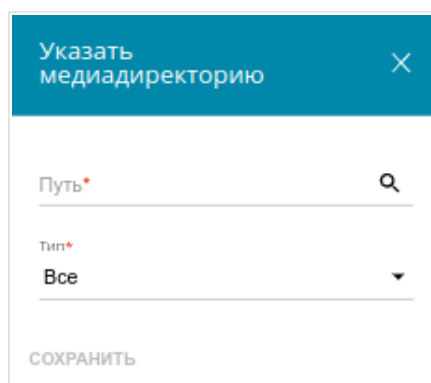 Указать
медиадиректорию
Путь*
Тип*
Все
СОХРАНИТЬ